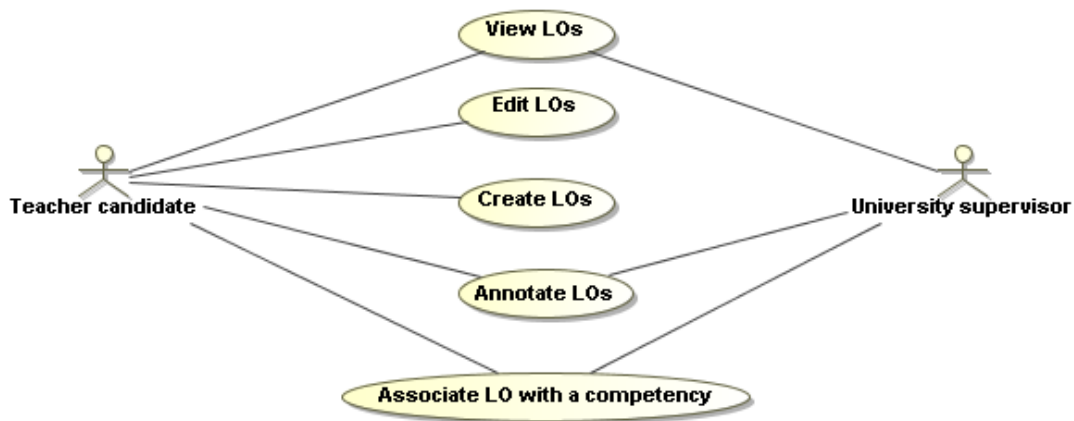 View LOs
Edit LOs
Create LOs
Teacher candidate
University supervisor
Annotate LOs
Associate LO with a competency